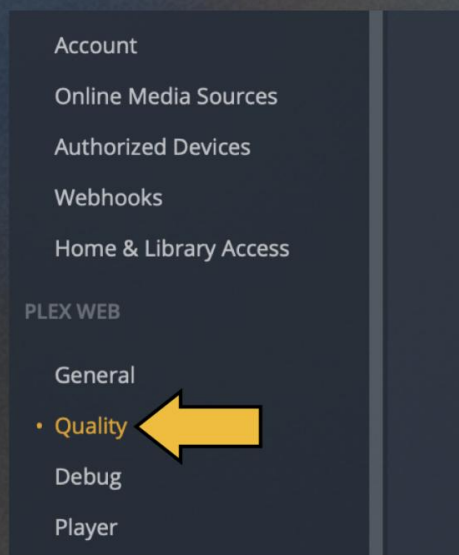 Account
Online Media Sources
Authorized Devices
Webhooks
Home & Library Access
PLEX WEB
General
• Quality
Debug
Player